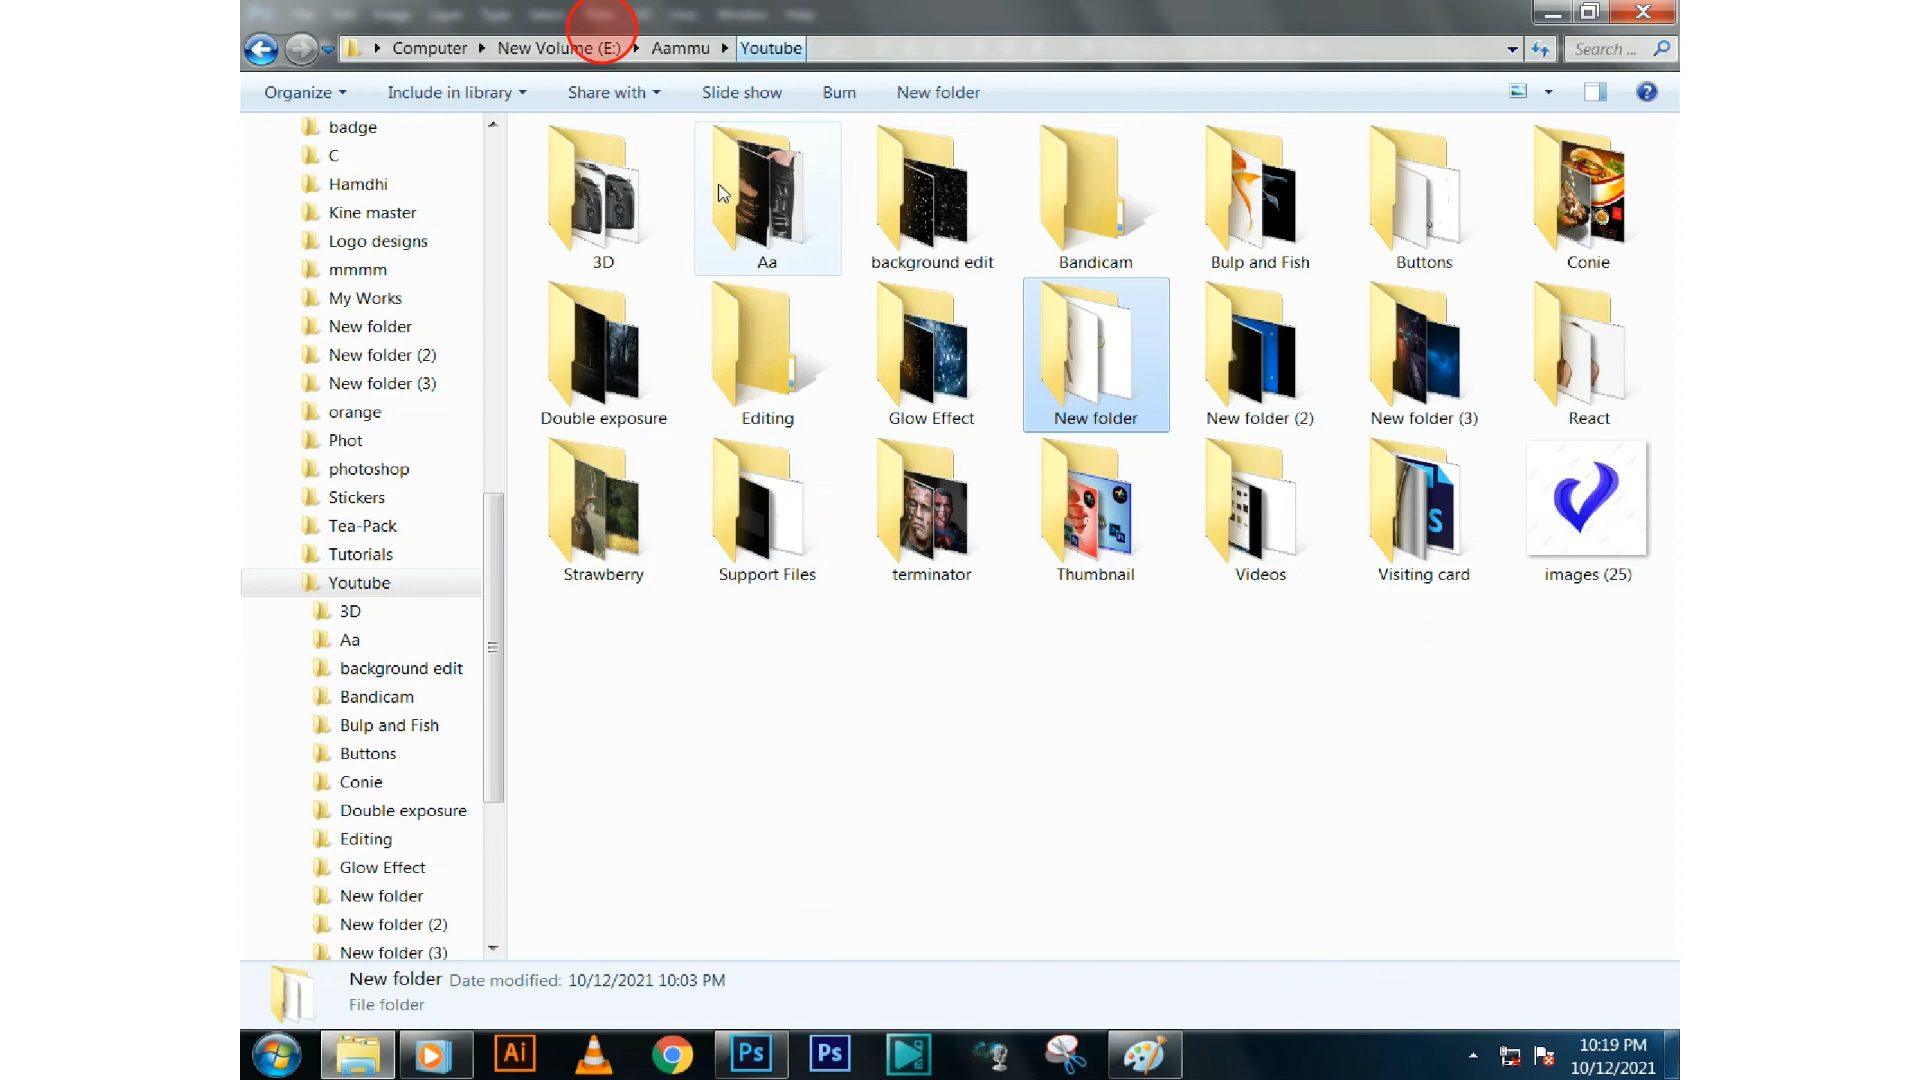 Computer New Volume (E:) Aammu Youtube
Search ...
Organize Include in library Share with Slide show Burn New folder
badge
C
Hamdhi
Kine master
Logo designs
mmmm
My Works
New folder
New folder (2)
New folder (3)
orange
Phot
photoshop
Stickers
Tea-Pack
Tutorials
Youtube
3D
Aa
background edit
Bandicam
Bulp and Fish
Buttons
Conie
Double exposure
Editing
Glow Effect
New folder
New folder (2)
New folder (3)
3D Aa background edit Bandicam Bulp and Fish Buttons Conie
Double exposure Editing Glow Effect New folder New folder (2) New folder (3) React
S
Strawberry Support Files terminator Thumbnail Videos Visiting card images (25)
New folder Date modified: 10/12/2021 10:03 PM
File folder
Ai Ps Ps
10:19 PM
10/12/2021